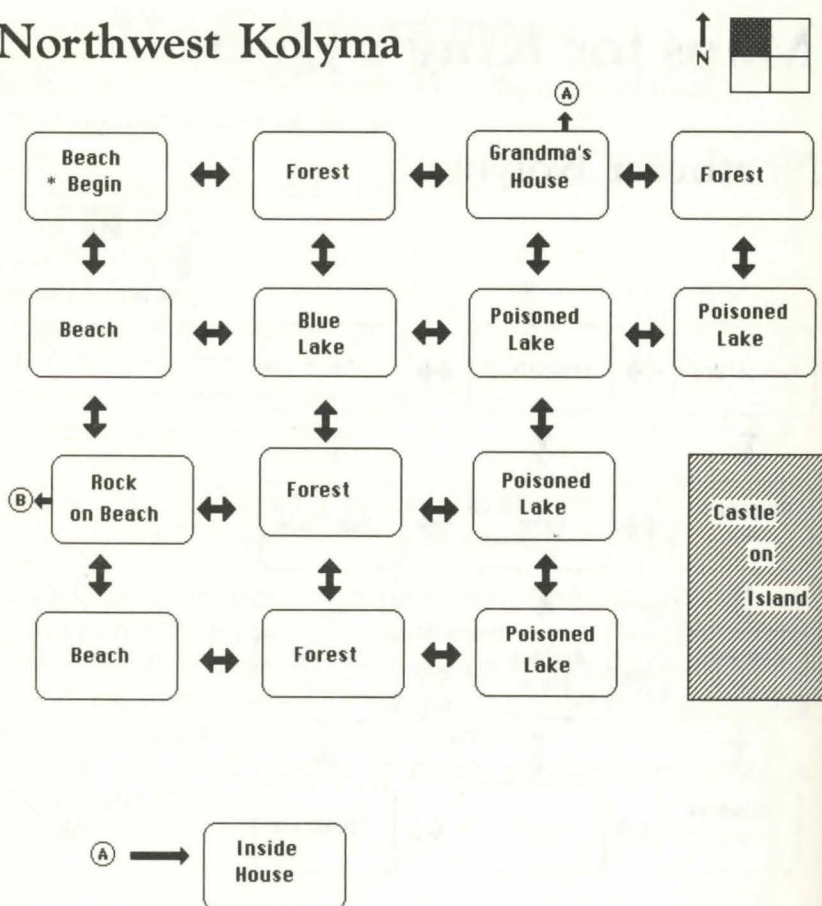 Northwest Kolyma
N
A
Beach
* Begin
Forest
Grandma's
House
Forest
Beach
Blue
Lake
Poisoned
Lake
Poisoned
Lake
B
Rock
on Beach
Forest
Poisoned
Lake
Castle
on
Island
Beach
Forest
Poisoned
Lake
A
Inside
House